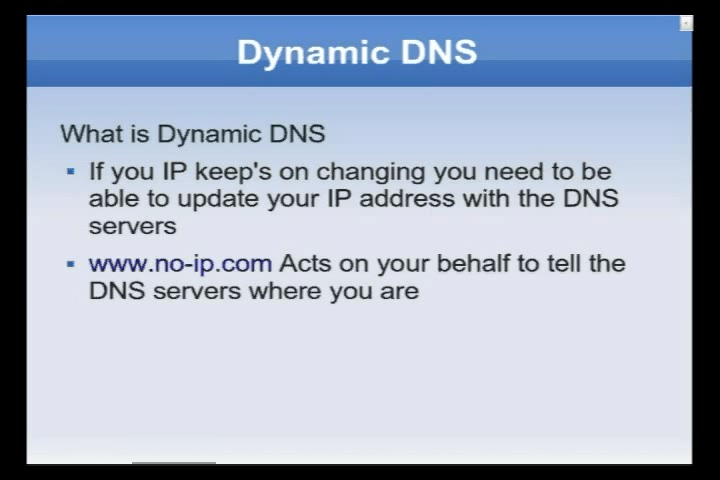 Dynamic DNS
What is Dynamic DNS
If you IP keep's on changing you need to be
able to update your IP address with the DNS
servers
www.no-ip.com Acts on your behalf to tell the
DNS servers where you are